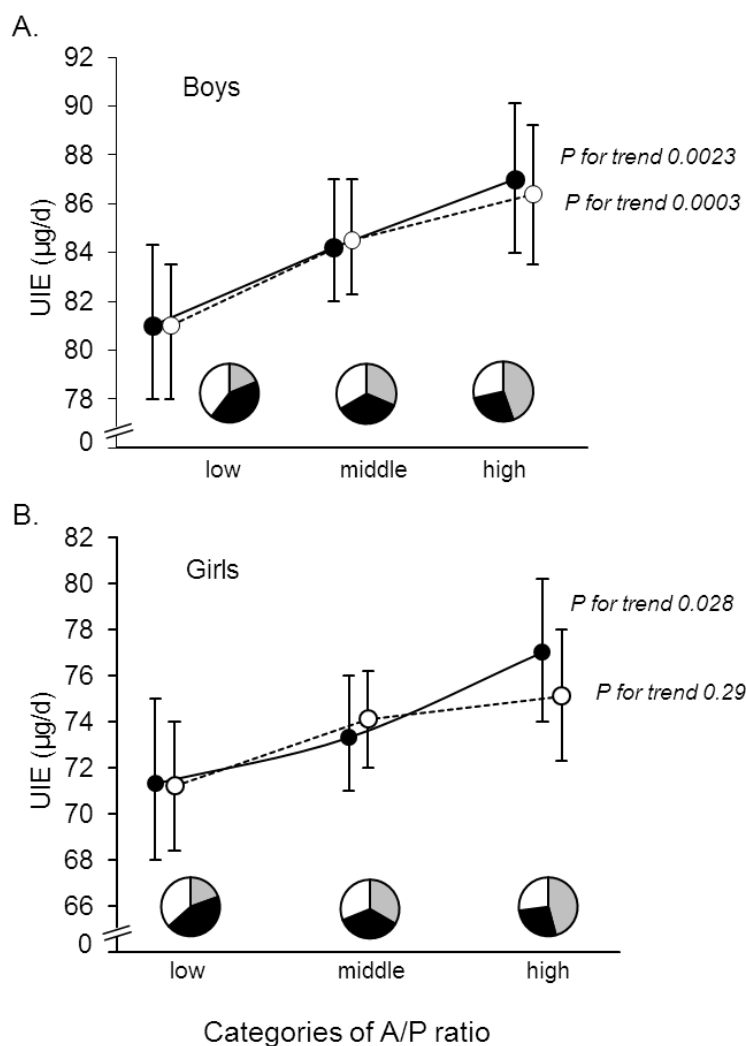 A.
92
90
88
86
84
82
80
78
0
UIE (µg/d)
Boys
P for trend 0.0023
P for trend 0.0003
low middle high
B.
82
80
78
76
74
72
70
68
66
0
UIE (µg/d)
Girls
P for trend 0.028
P for trend 0.29
low middle high
Categories of A/P ratio